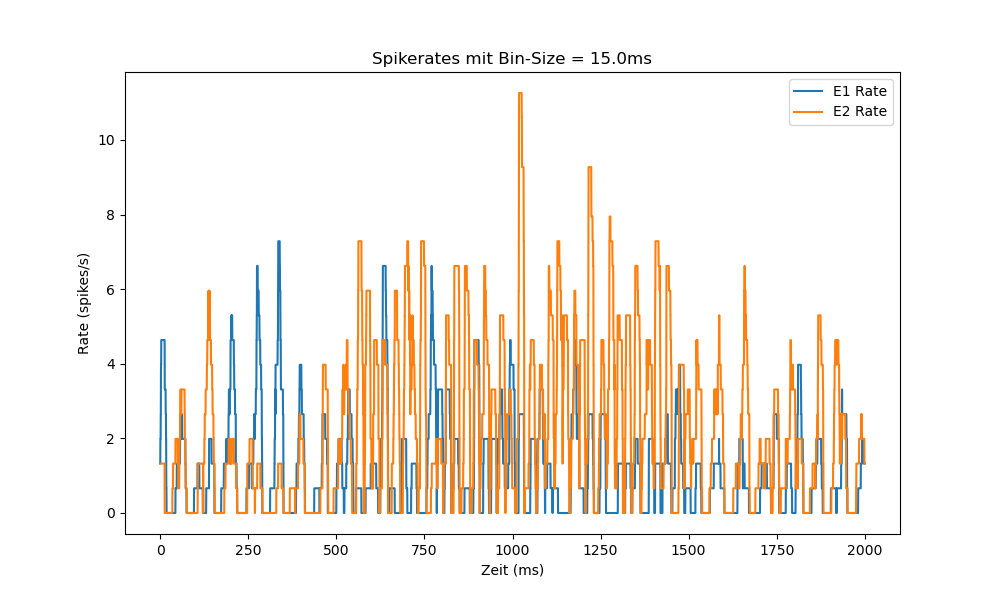 Spikerates mit Bin-Size = 15.0ms
E1 Rate
E2 Rate
Rate (spikes/s)
10
8
6
4
2
0
0 250 500 750 1000 1250 1500 1750 2000
Zeit (ms)